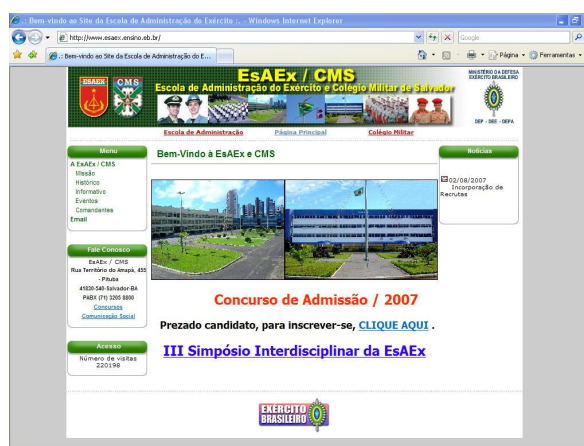 .: Bem-vindo ao Site da Escola de Administração do Exército :. - Windows Internet Explorer
http://www.esaex.ensino.eb.br/
Google
.: Bem-vindo ao Site da Escola de Administração do E...
Página
Ferramentas
ESAEX
CMS
EsAEx / CMS
Escola de Administração do Exército e Colégio Militar de Salvador
MINISTÉRIO DA DEFESA
EXÉRCITO BRASILEIRO
DEP - DEE - DEPA
Escola de Administração
Página Principal
Colégio Militar
Menu
A EsAEx / CMS
Missão
Histórico
Informativo
Eventos
Comandantes
Email
Bem-Vindo à EsAEx e CMS
Notícias
02/08/2007
Incorporação de
Recrutas
Fale Conosco
EsAEx / CMS
Rua Território do Amapá, 455
- Pituba
41830-540-Salvador-BA
PABX (71) 3205 8800
Concursos
Comunicação Social
Concurso de Admissão / 2007
Prezado candidato, para inscrever-se, CLIQUE AQUI .
III Simpósio Interdisciplinar da EsAEx
Acesso
Número de visitas
220198
EXÉRCITO
BRASILEIRO